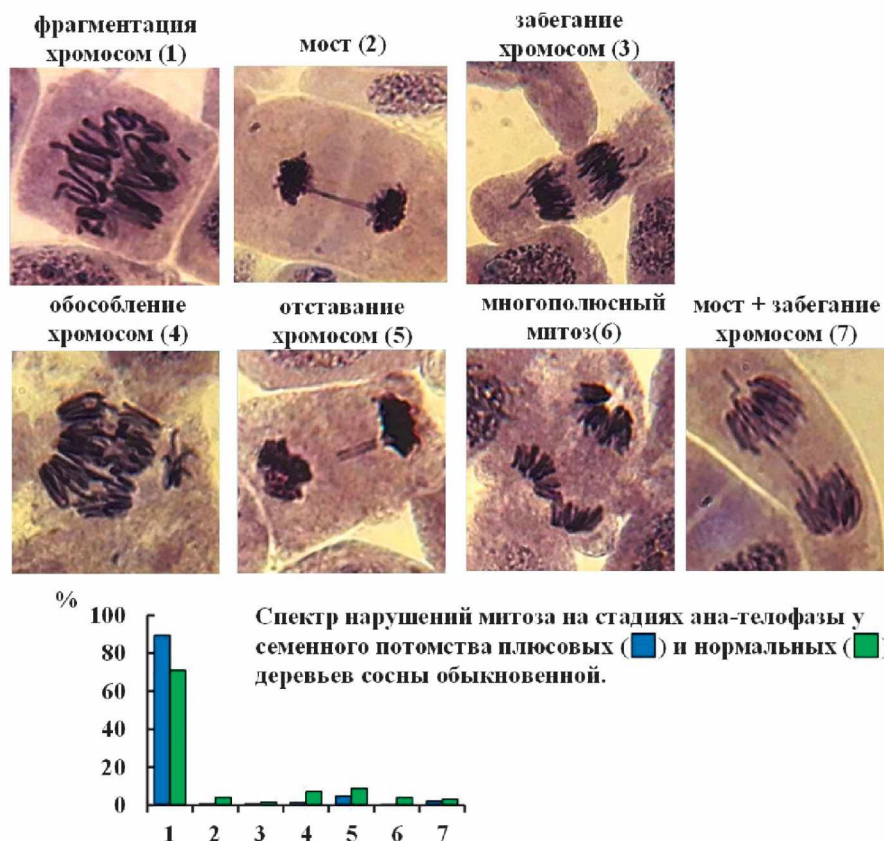 фрагментация
хромосом (1)
мост (2)
забегание
хромосом (3)
обособление
хромосом (4)
отставание
хромосом (5)
многополюсный
митоз(6)
мост + забегание
хромосом (7)
%
100
80
60
40
20
0
1 2 3 4 5 6 7
Спектр нарушений митоза на стадиях ана-телофазы у
семенного потомства плюсовых ( ) и нормальных ( )
деревьев сосны обыкновенной.